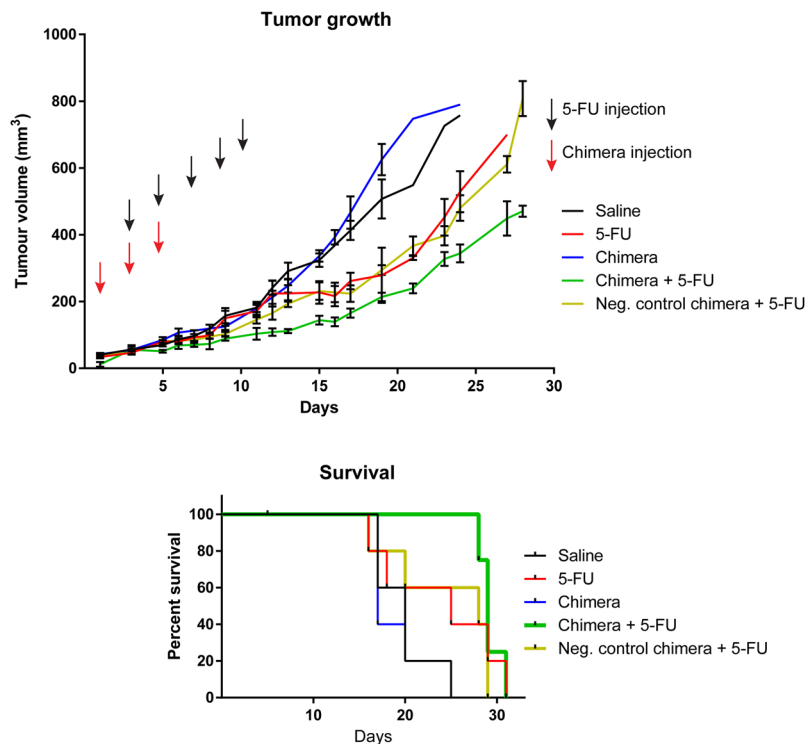 Tumor growth
Tumour volume (mm³)
1000
800
600
400
200
0
5
10
15
20
25
30
Days
5-FU injection
Chimera injection
Saline
5-FU
Chimera
Chimera + 5-FU
Neg. control chimera + 5-FU
Survival
Percent survival
100
80
60
40
20
0
10
20
30
Days
Saline
5-FU
Chimera
Chimera + 5-FU
Neg. control chimera + 5-FU